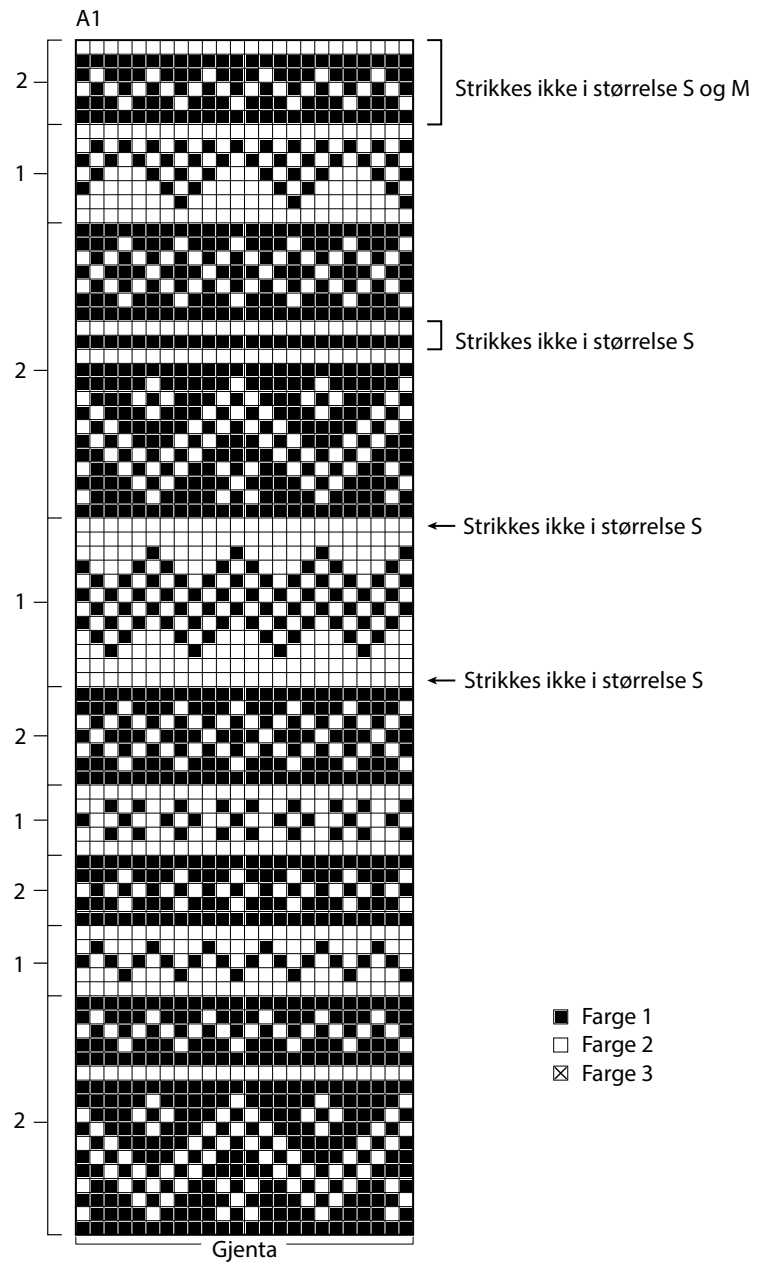 A1
2
Strikkes ikke i størrelse S og M
1
Strikkes ikke i størrelse S
2
Strikkes ikke i størrelse S
1
Strikkes ikke i størrelse S
2
1
2
1
Farge 1
Farge 2
Farge 3
2
Gjenta